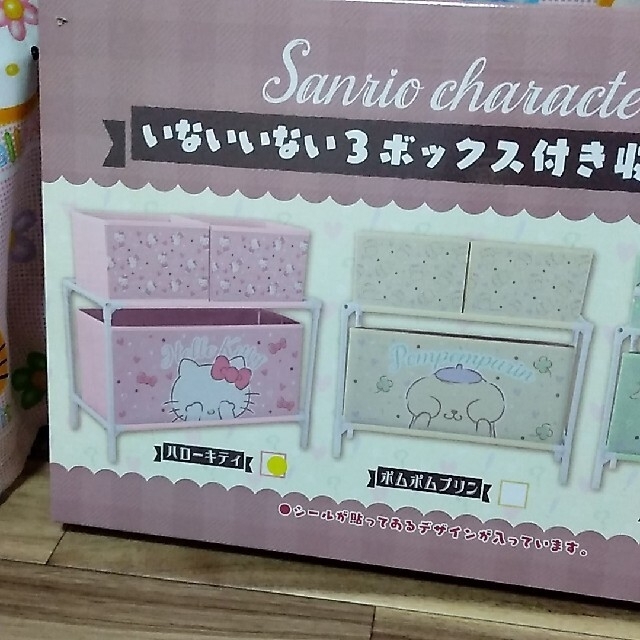 Sanrio characte
いないいない3ボックス付き収
Hello Kitty
Pompompurin
ハローキティ
ポムポムプリン
●シールが貼ってあるデザインが入っています。